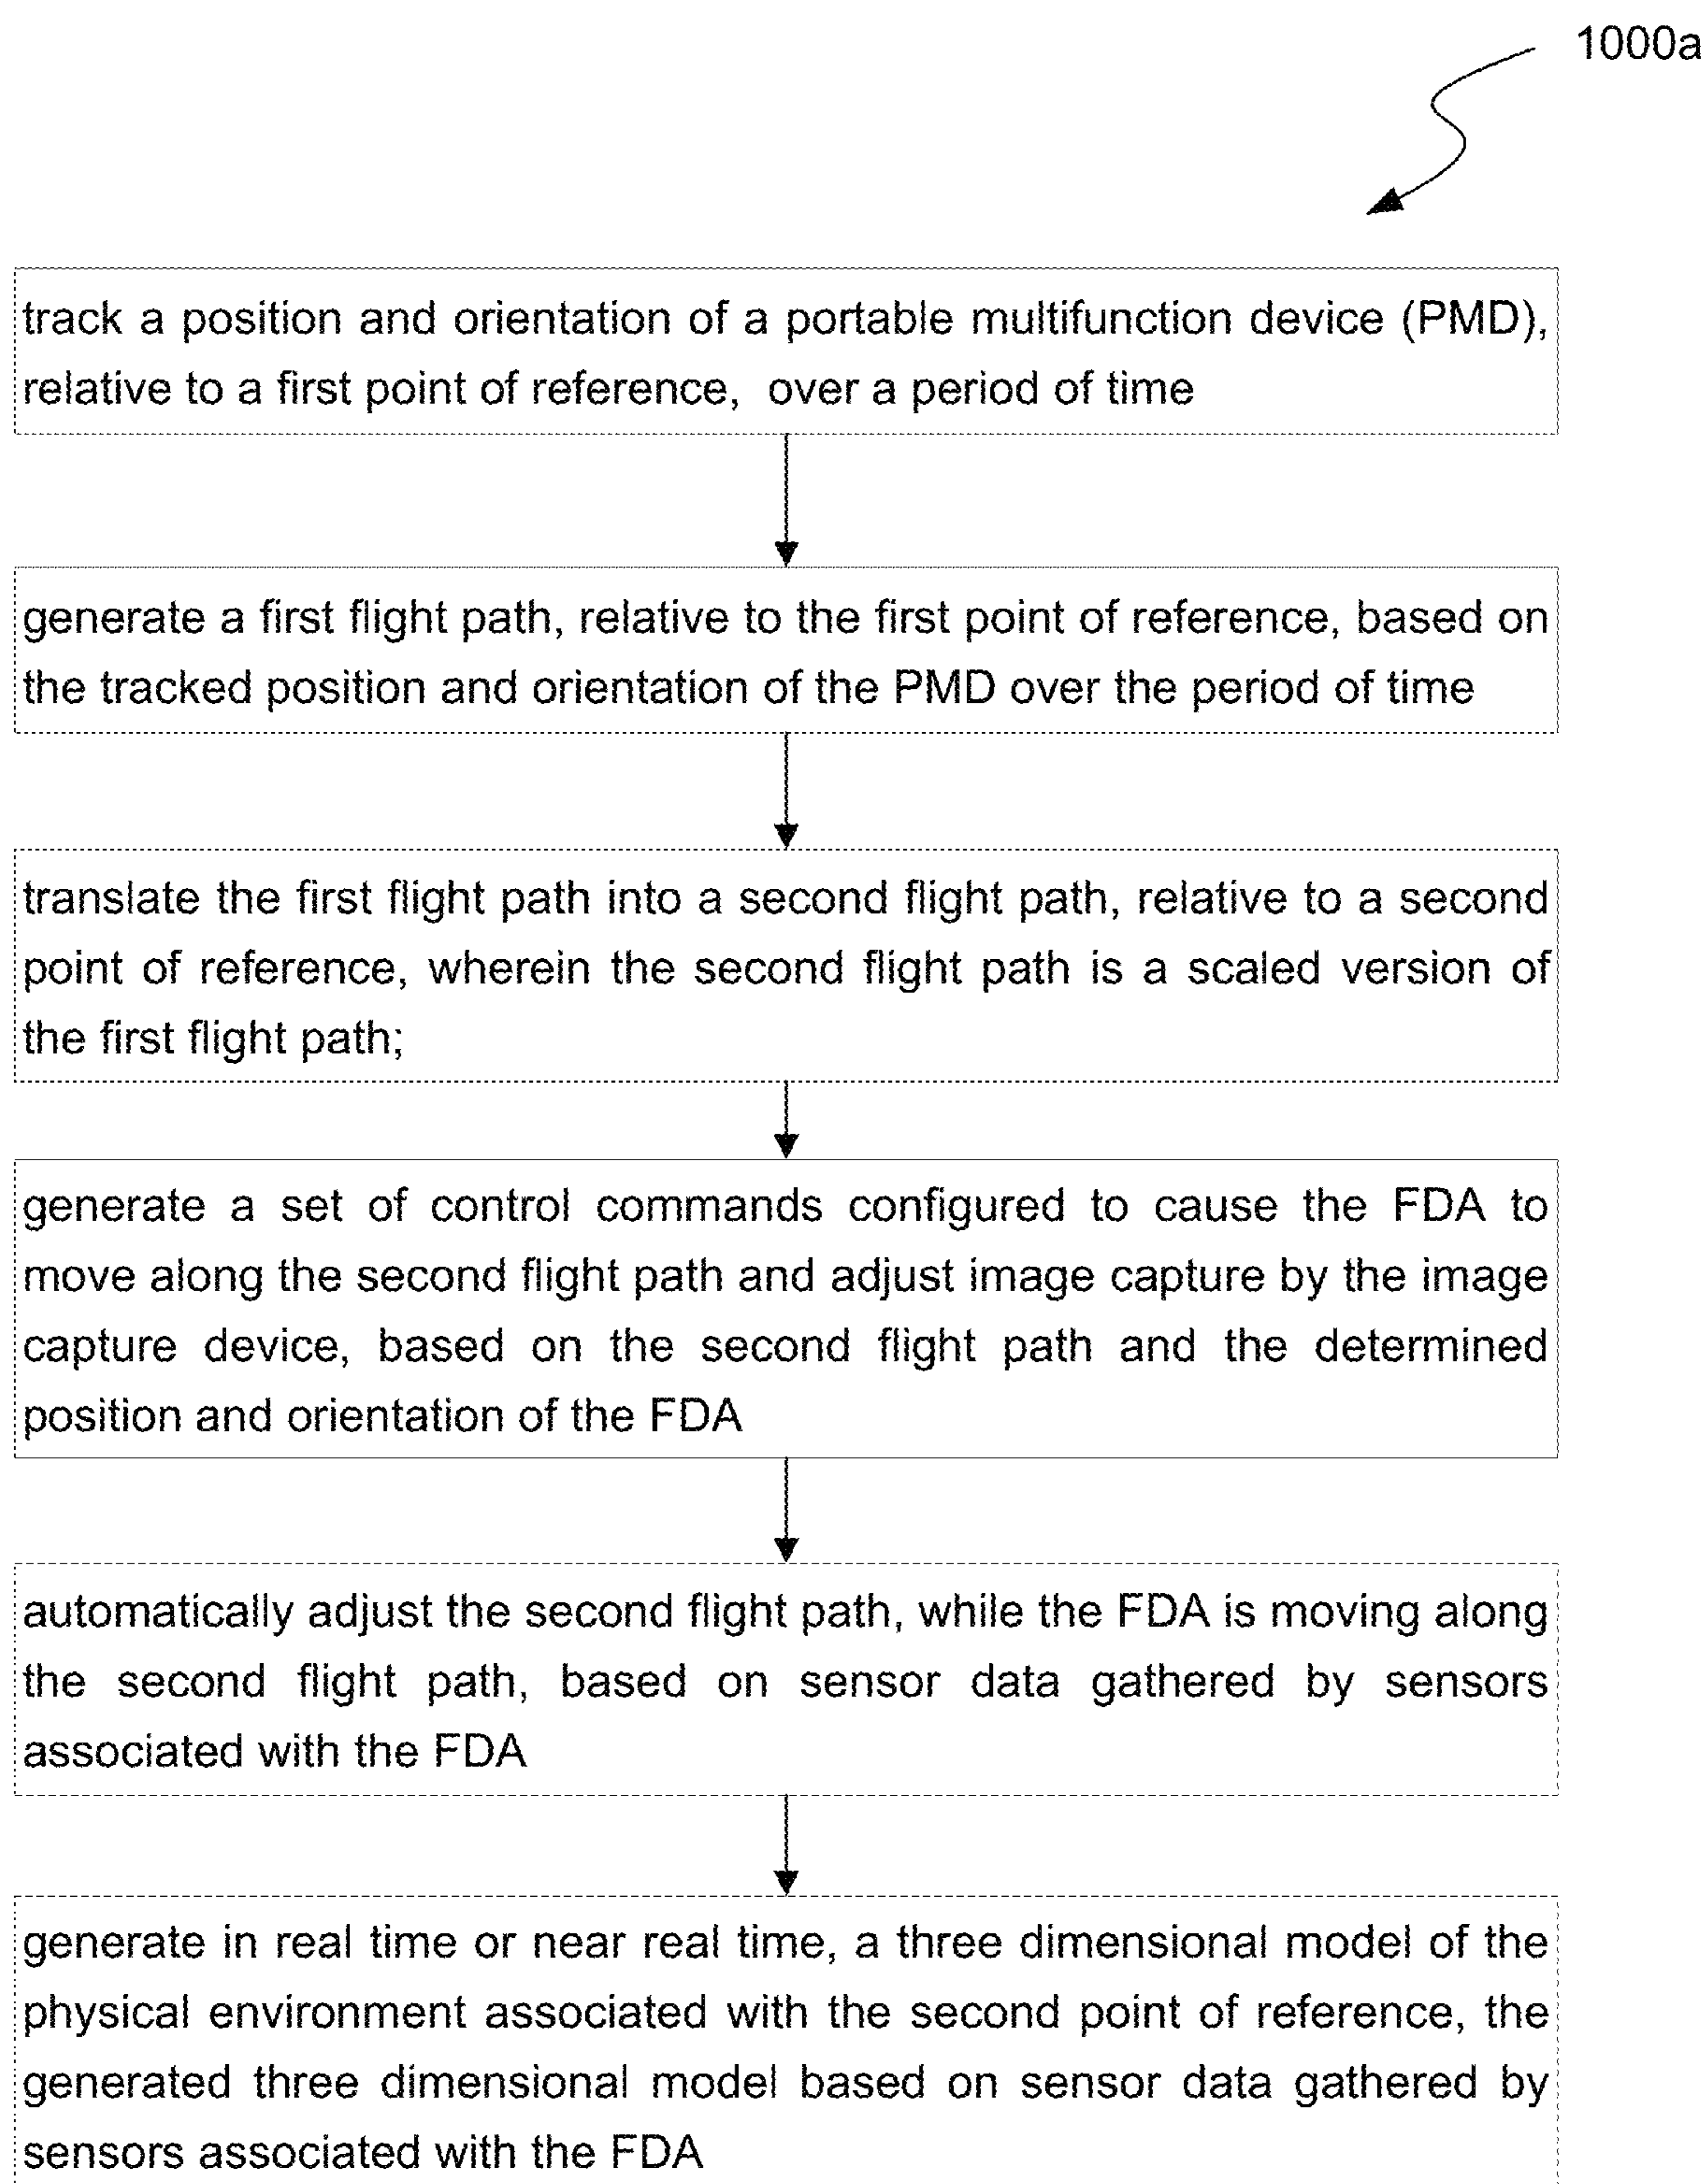 1000a
track a position and orientation of a portable multifunction device (PMD),
relative to a first point of reference, over a period of time
generate a first flight path, relative to the first point of reference, based on
the tracked position and orientation of the PMD over the period of time
translate the first flight path into a second flight path, relative to a second
point of reference, wherein the second flight path is a scaled version of
the first flight path;
generate a set of control commands configured to cause the FDA to
move along the second flight path and adjust image capture by the image
capture device, based on the second flight path and the determined
position and orientation of the FDA
automatically adjust the second flight path, while the FDA is moving along
the second flight path, based on sensor data gathered by sensors
associated with the FDA
generate in real time or near real time, a three dimensional model of the
physical environment associated with the second point of reference, the
generated three dimensional model based on sensor data gathered by
sensors associated with the FDA